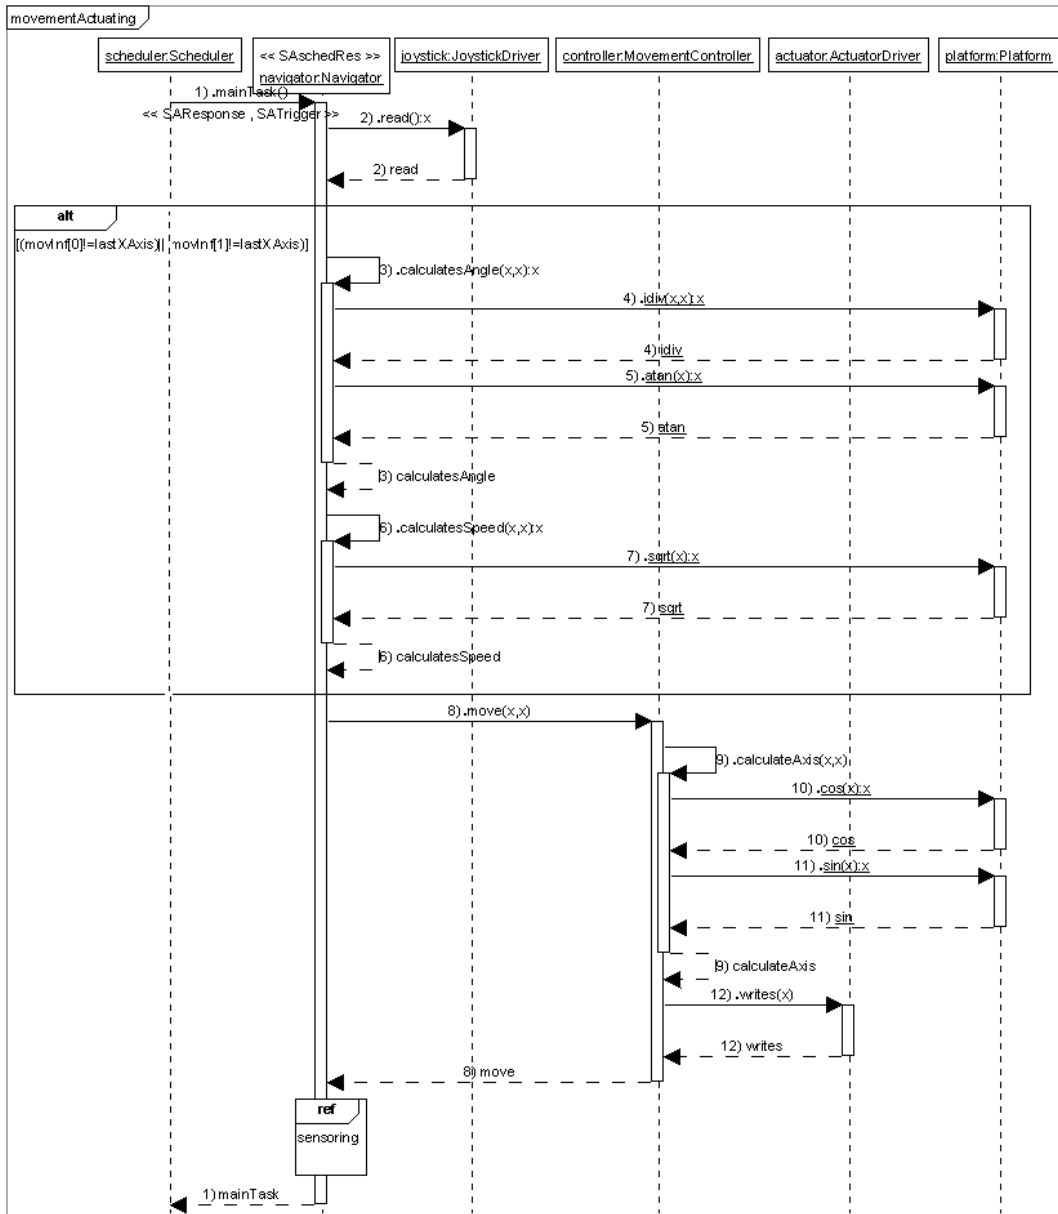 movementActuating
scheduler:Scheduler
<< SAschedRes >>
navigator:Navigator
joystick:JoystickDriver
controller:MovementController
actuator:ActuatorDriver
platform:Platform
1) .mainTask()
<< SAResponse , SATrigger >>
2) .read():x
2) read
alt
[(movInf[0]!=lastXAxis)|| movInf[1]!=lastXAxis)]
3) .calculatesAngle(x,x):x
4) .idiv(x,x):x
4) idiv
5) .atan(x):x
5) atan
3) calculatesAngle
6) .calculatesSpeed(x,x):x
7) .sqrt(x):x
7) sqrt
6) calculatesSpeed
8) .move(x,x)
9) .calculateAxis(x,x)
10) .cos(x):x
10) cos
11) .sin(x):x
11) sin
9) calculateAxis
12) .writes(x)
12) writes
8) move
ref
sensoring
1) mainTask